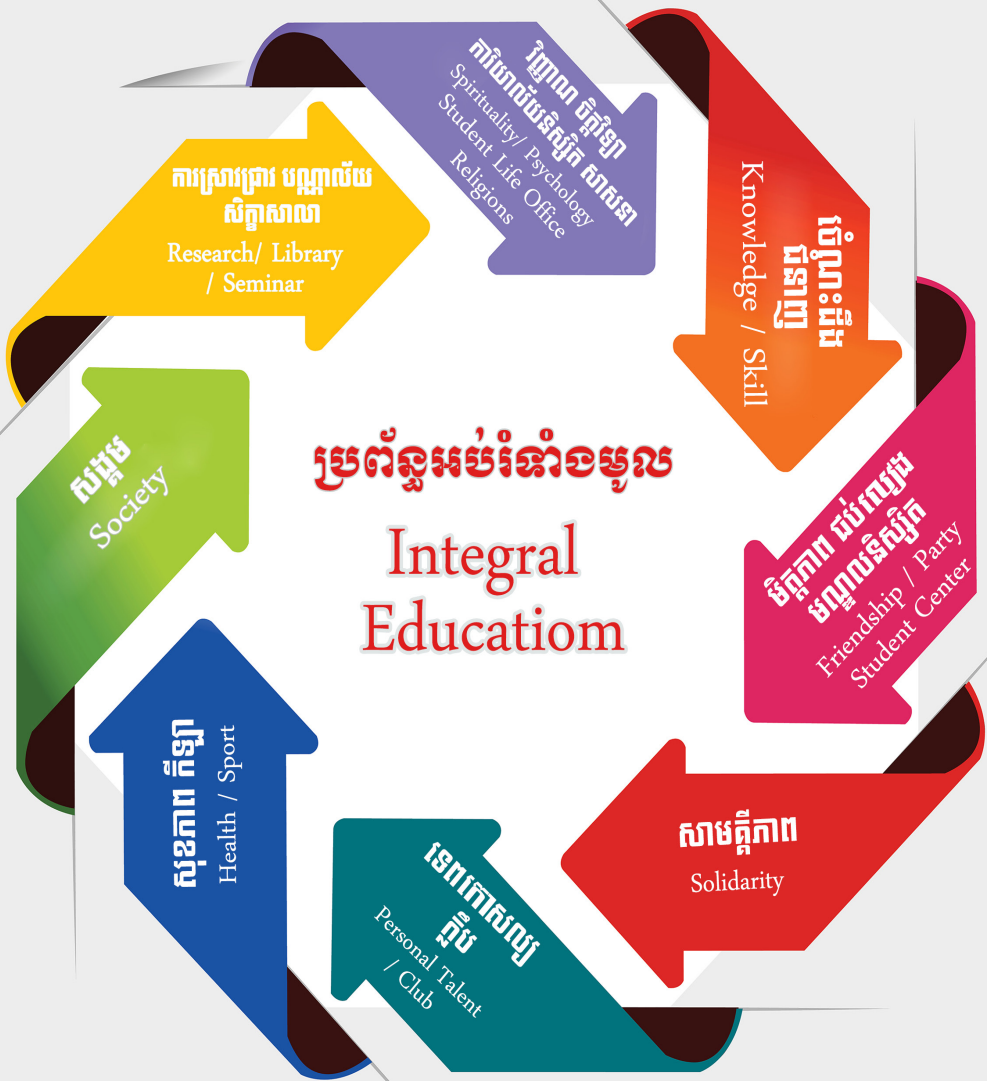 ប្រព័ន្ធអប់រំទាំងមូល
Integral
Educatiom
វិញ្ញាណ ចិត្តវិទ្យា
ការិយាល័យនិស្សិត សាសនា
Spirituality/ Psychology
Student Life Office
Religions
ចំណេះដឹង
ជំនាញ
Knowledge / Skill
មិត្តភាព ជប់លៀង
មណ្ឌលនិស្សិត
Friendship / Party
Student Center
សាមគ្គីភាព
Solidarity
ទេពកោសល្យ
ក្លឹប
Personal Talent
/ Club
សុខភាព កីឡា
Health / Sport
សង្គម
Society
ការស្រាវជ្រាវ បណ្ណាល័យ
សិក្ខាសាលា
Research/ Library
/ Seminar